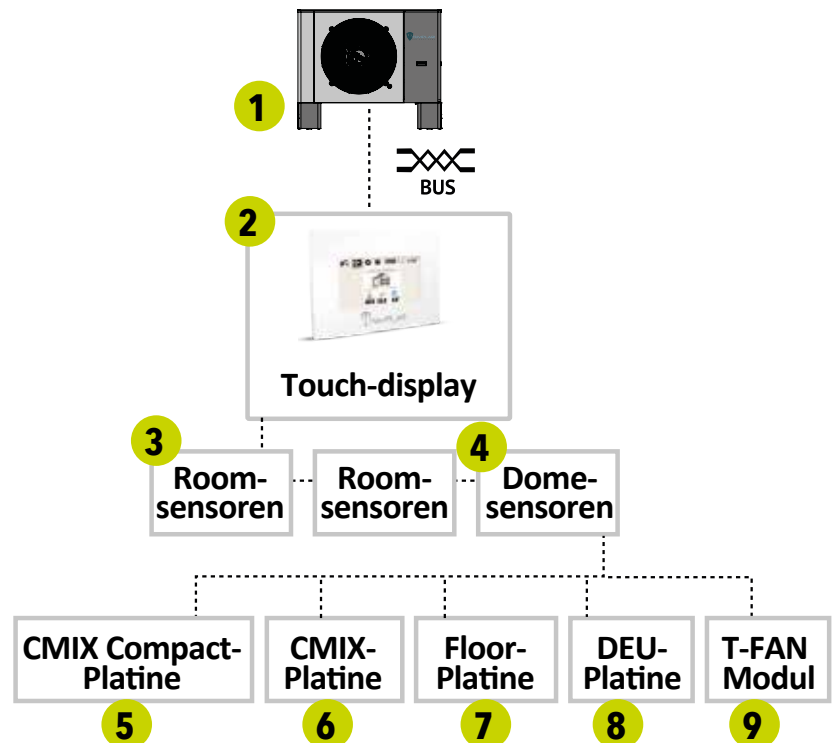 1
BUS
2
Touch-display
3
4
Room-
sensoren
Room-
sensoren
Dome-
sensoren
CMIX Compact-
Platine
CMIX-
Platine
Floor-
Platine
DEU-
Platine
T-FAN
Modul
5
6
7
8
9